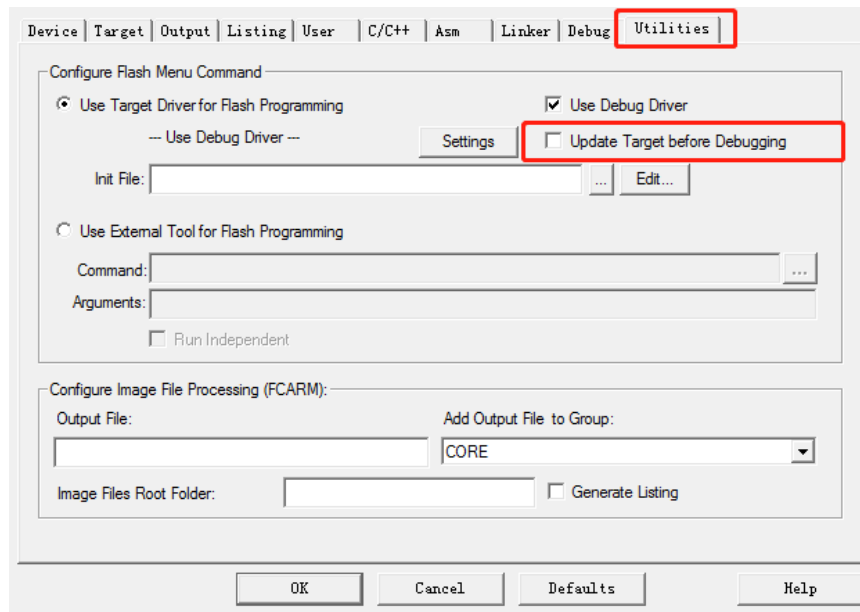 Device Target Output Listing User C/C++ Asm Linker Debug Utilities
Configure Flash Menu Command
Use Target Driver for Flash Programming Use Debug Driver
--- Use Debug Driver --- Settings Update Target before Debugging
Init File: ... Edit...
Use External Tool for Flash Programming
Command: ...
Arguments:
Run Independent
Configure Image File Processing (FCARM):
Output File: Add Output File to Group:
CORE
Image Files Root Folder: Generate Listing
OK Cancel Defaults Help